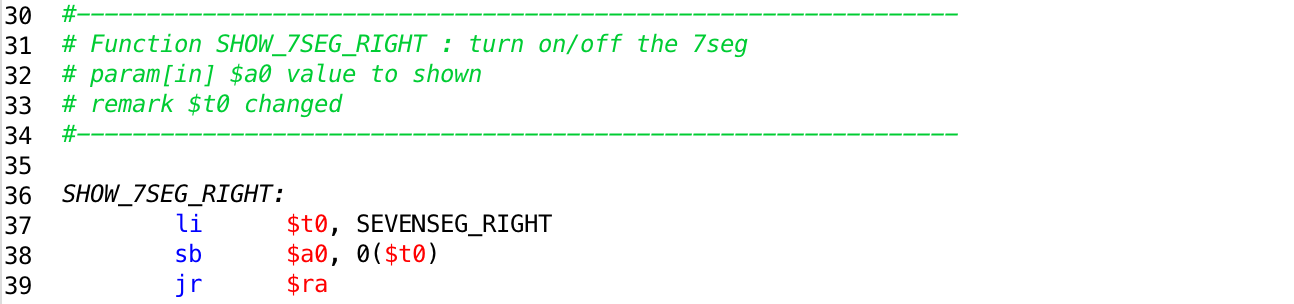 30 #---------------------------------------------------------------
31 # Function SHOW_7SEG_RIGHT : turn on/off the 7seg
32 # param[in] $a0 value to shown
33 # remark $t0 changed
34 #---------------------------------------------------------------
35
36 SHOW_7SEG_RIGHT:
37 li $t0, SEVENSEG_RIGHT
38 sb $a0, 0($t0)
39 jr $ra